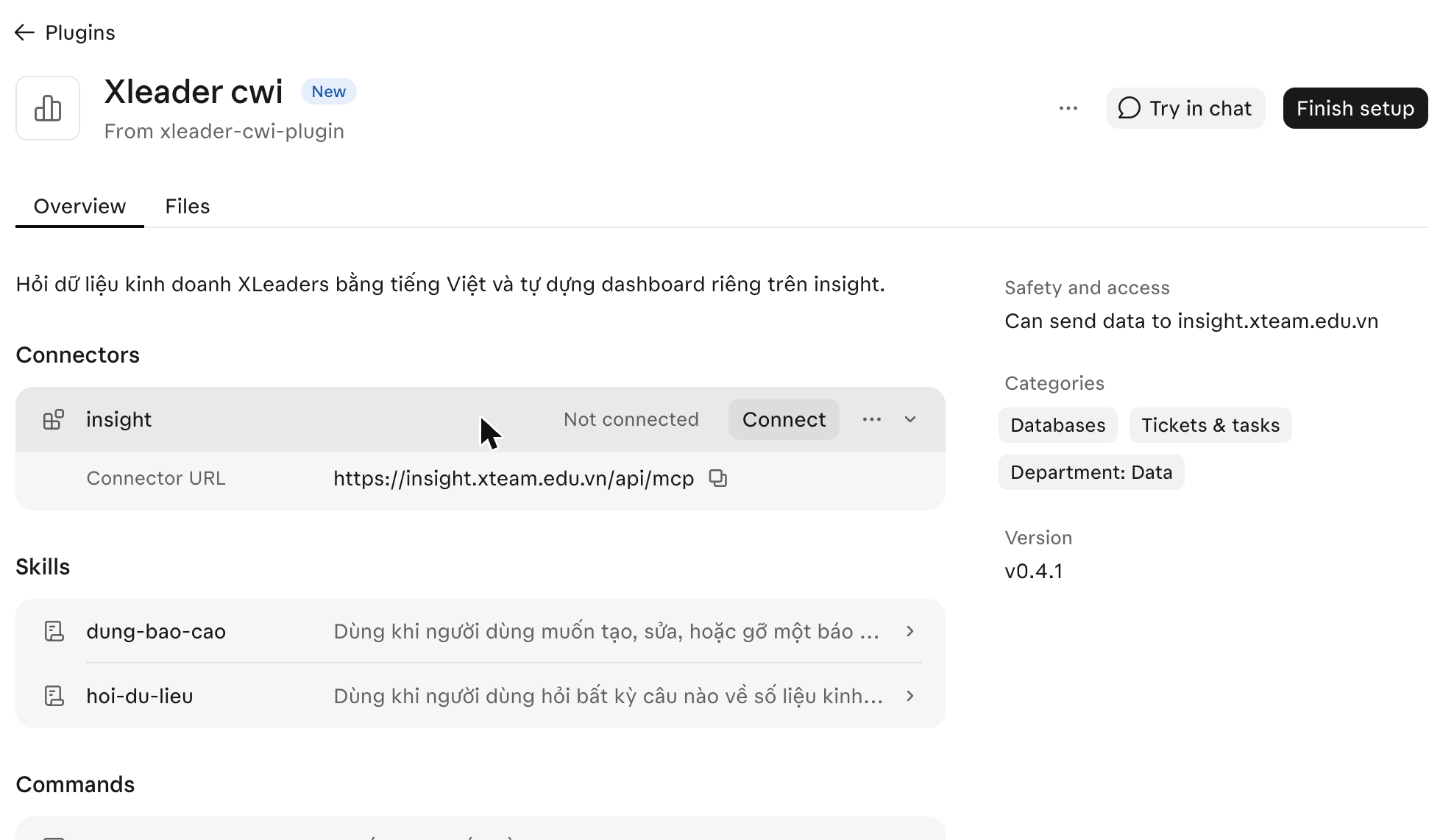 Plugins
Xleader cwi
New
From xleader-cwi-plugin
Try in chat
Finish setup
Overview
Files
Hỏi dữ liệu kinh doanh XLeaders bằng tiếng Việt và tự dựng dashboard riêng trên insight.
Connectors
insight
Not connected
Connect
Connector URL
https://insight.xteam.edu.vn/api/mcp
Skills
dung-bao-cao
Dùng khi người dùng muốn tạo, sửa, hoặc gỡ một báo ...
hoi-du-lieu
Dùng khi người dùng hỏi bất kỳ câu nào về số liệu kinh...
Commands
Safety and access
Can send data to insight.xteam.edu.vn
Categories
Databases
Tickets & tasks
Department: Data
Version
v0.4.1